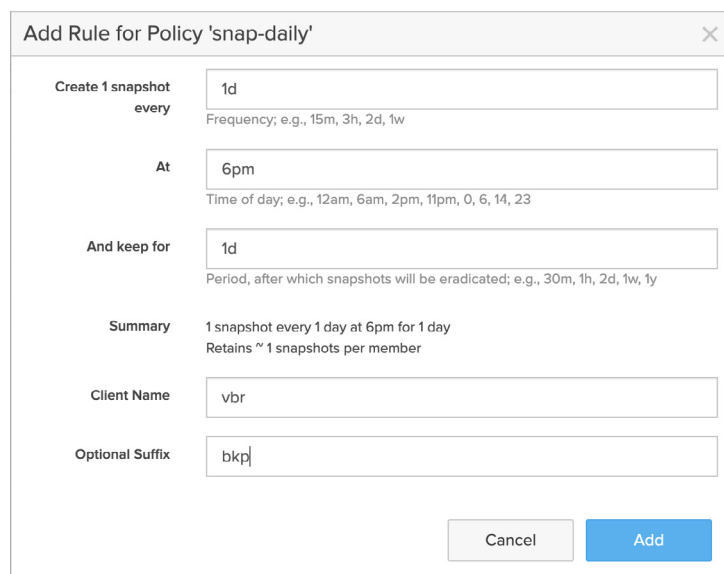 Add Rule for Policy 'snap-daily'
Create 1 snapshot every
1d
Frequency; e.g., 15m, 3h, 2d, 1w
At
6pm
Time of day; e.g., 12am, 6am, 2pm, 11pm, 0, 6, 14, 23
And keep for
1d
Period, after which snapshots will be eradicated; e.g., 30m, 1h, 2d, 1w, 1y
Summary
1 snapshot every 1 day at 6pm for 1 day
Retains ~ 1 snapshots per member
Client Name
vbr
Optional Suffix
bkp
Cancel
Add